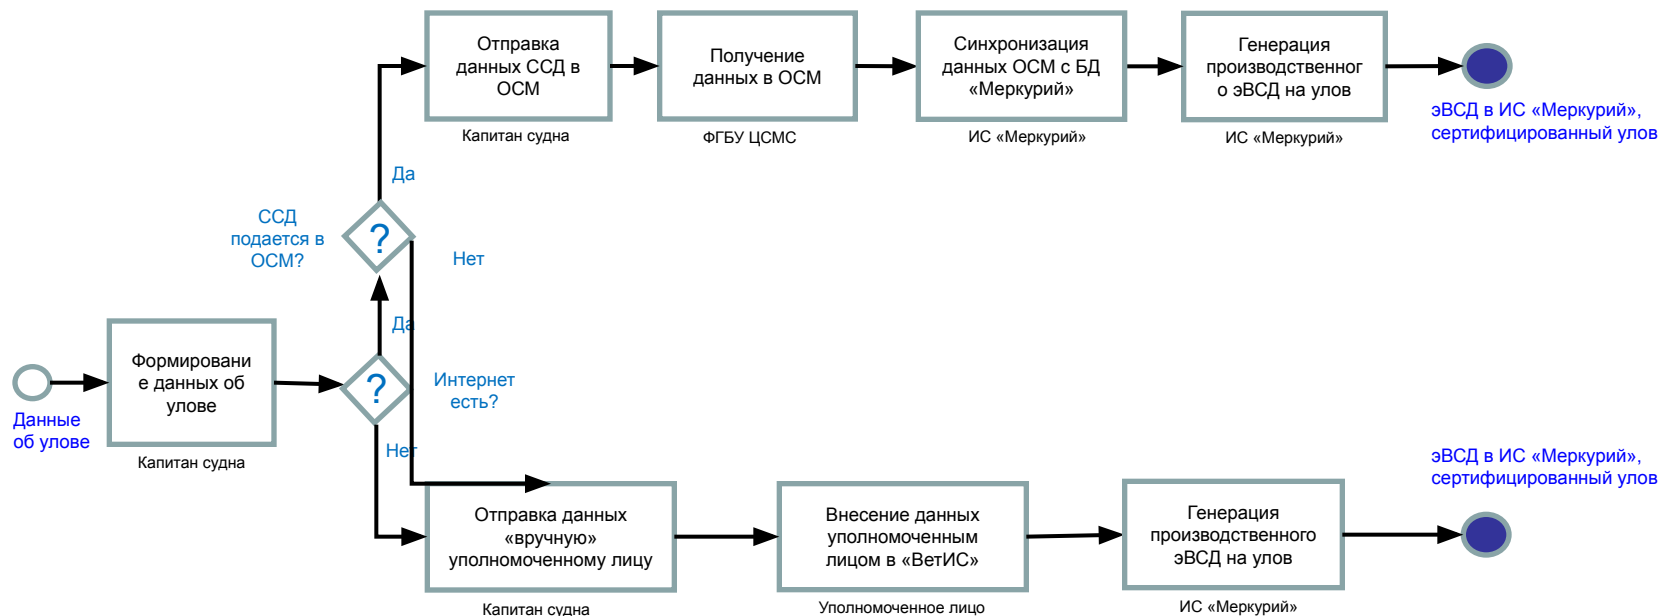 Отправка
данных ССД в
ОСМ
Капитан судна
Получение
данных в ОСМ
ФГБУ ЦСМС
Синхронизация
данных ОСМ с БД
«Меркурий»
ИС «Меркурий»
Генерация
производственног
о эВСД на улов
ИС «Меркурий»
эВСД в ИС «Меркурий»,
сертифицированный улов
Да
ССД
подается в
ОСМ?
?
Нет
Да
Формировани
е данных об
улове
Капитан судна
Данные
об улове
?
Интернет
есть?
Нет
Отправка данных
«вручную»
уполномоченному лицу
Капитан судна
Внесение данных
уполномоченным
лицом в «ВетИС»
Уполномоченное лицо
Генерация
производственного
эВСД на улов
ИС «Меркурий»
эВСД в ИС «Меркурий»,
сертифицированный улов